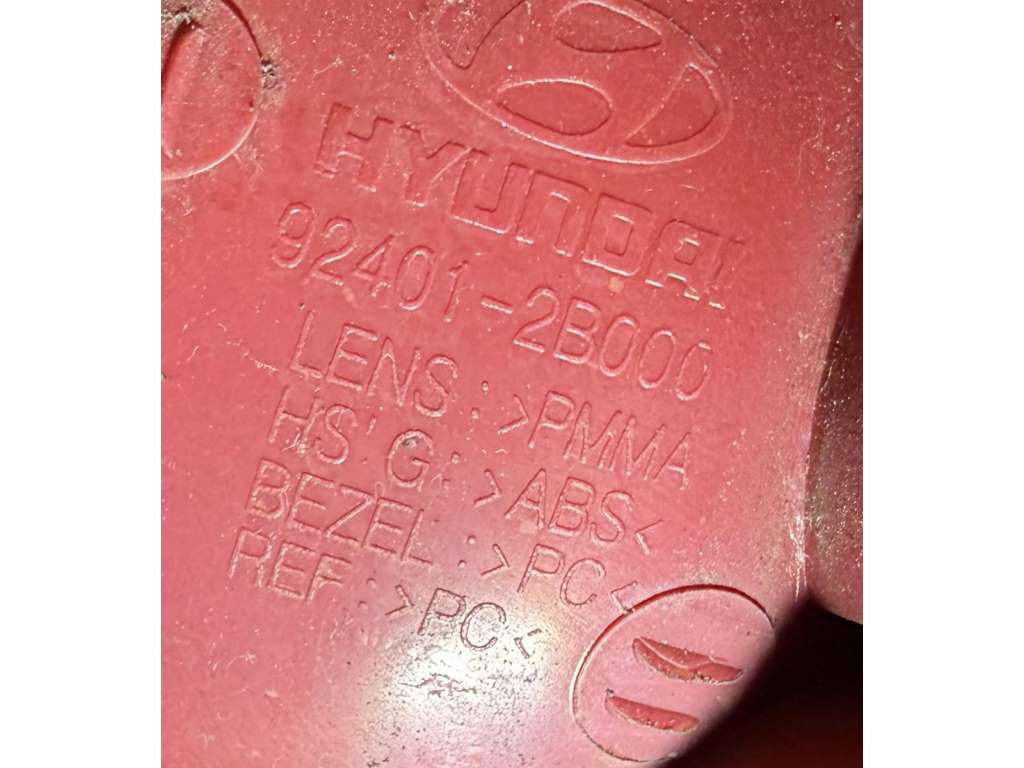 HYUNDAI
92401-2B000
LENS : >PMMA
HS'G : >ABS<
BEZEL : >PC<
REF : >PC<